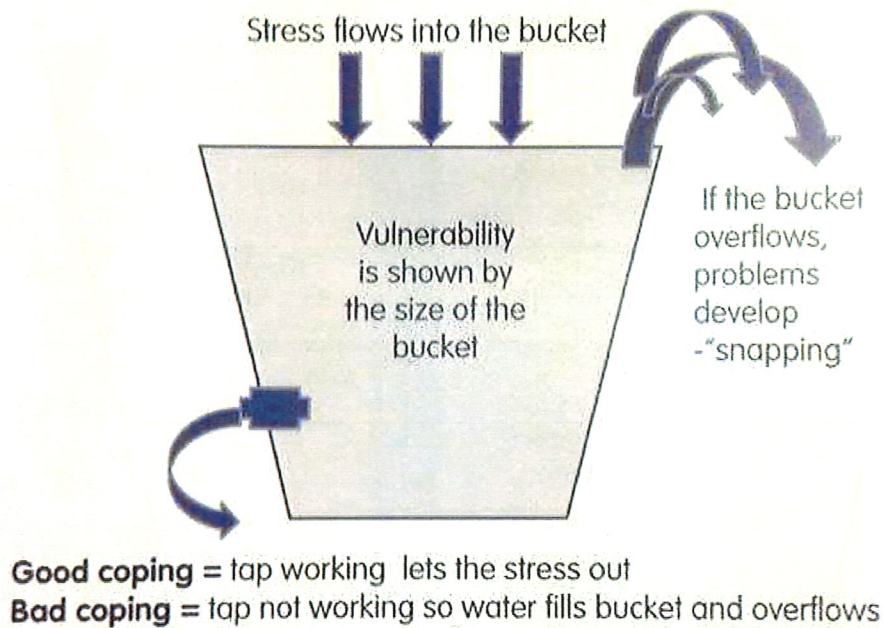 Stress flows into the bucket
Vulnerability
is shown by
the size of the
bucket
If the bucket
overflows,
problems
develop
-"snapping"
Good coping = tap working lets the stress out
Bad coping = tap not working so water fills bucket and overflows